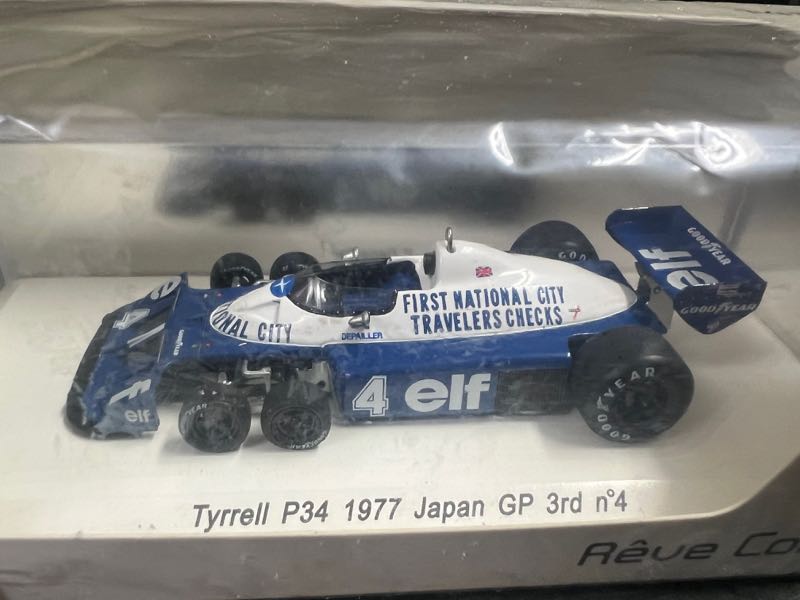 GOODYEAR
elf
GOODYEAR
FIRST NATIONAL CITY
TRAVELERS CHECKS
ONAL CITY
DEPAILLER
4
4 elf
elf
GOODYEAR
Tyrrell P34 1977 Japan GP 3rd n°4
Rêve Co